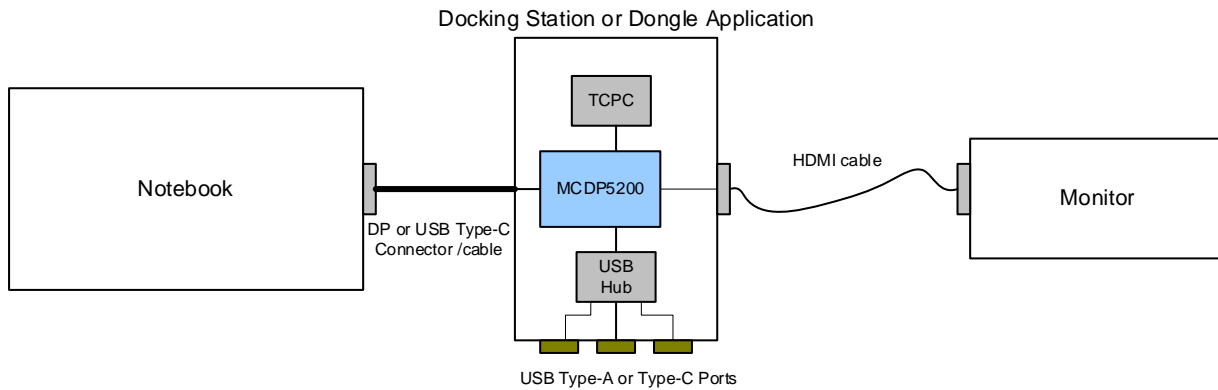 Docking Station or Dongle Application
TCPC
HDMI cable
Notebook
MCDP5200
Monitor
DP or USB Type-C
Connector /cable
USB
Hub
USB Type-A or Type-C Ports